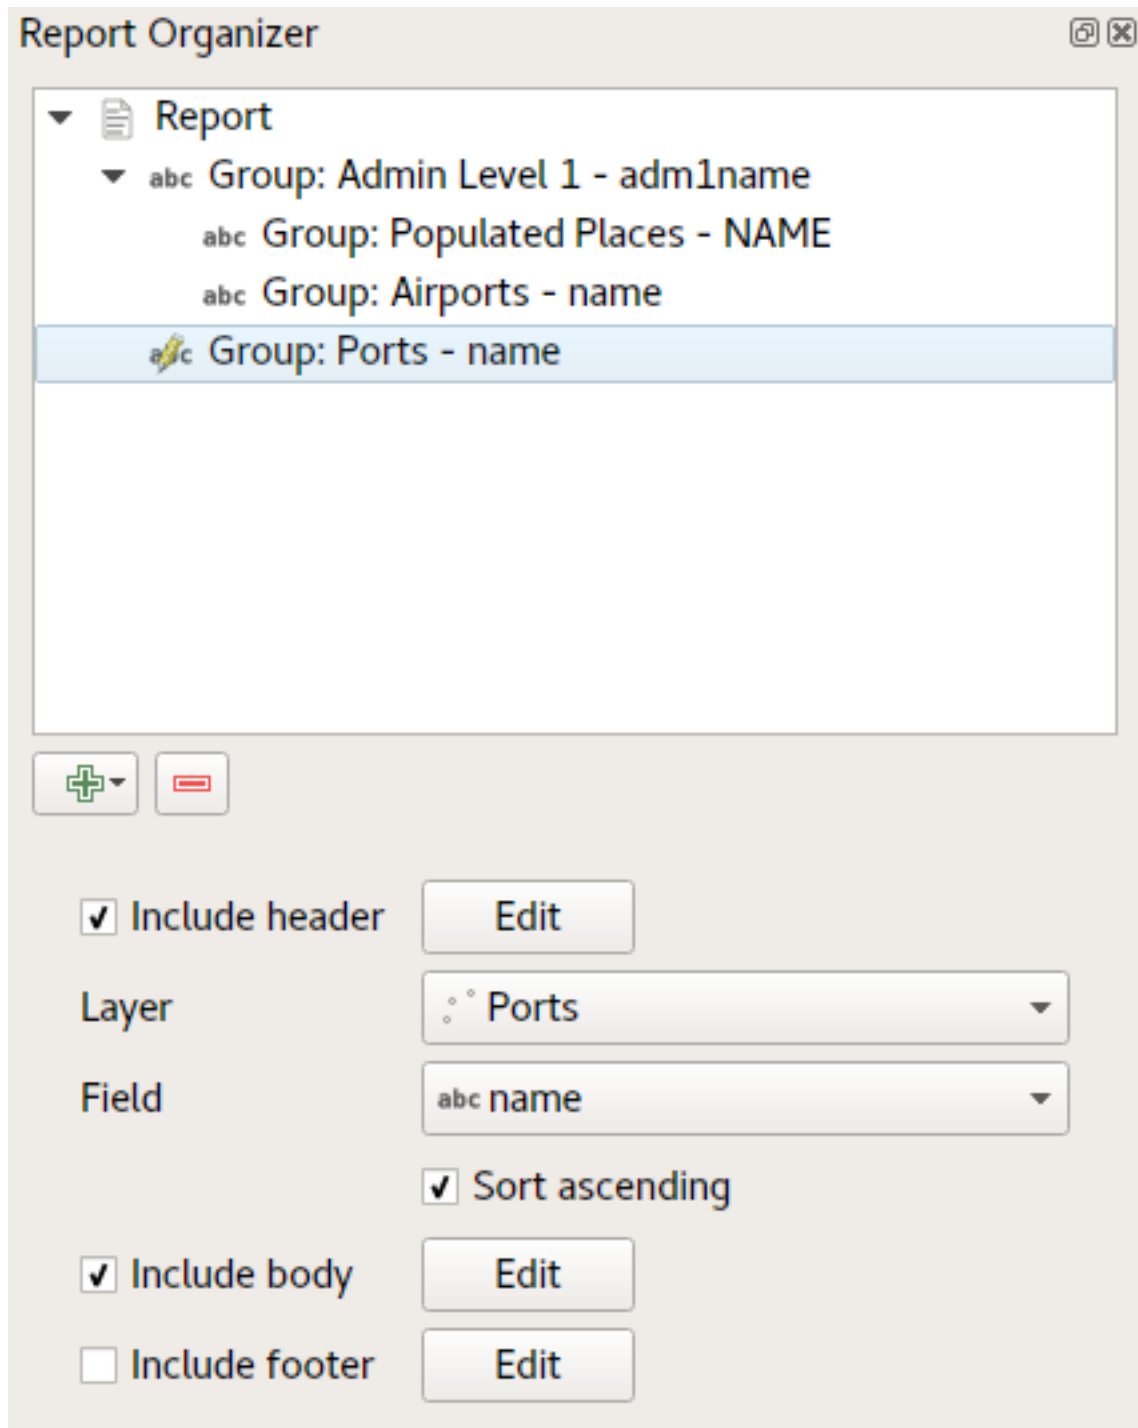 Report Organizer
Report
abc Group: Admin Level 1 - adm1name
abc Group: Populated Places - NAME
abc Group: Airports - name
Group: Ports - name
Include header Edit
Layer Ports
Field abc name
Sort ascending
Include body Edit
Include footer Edit